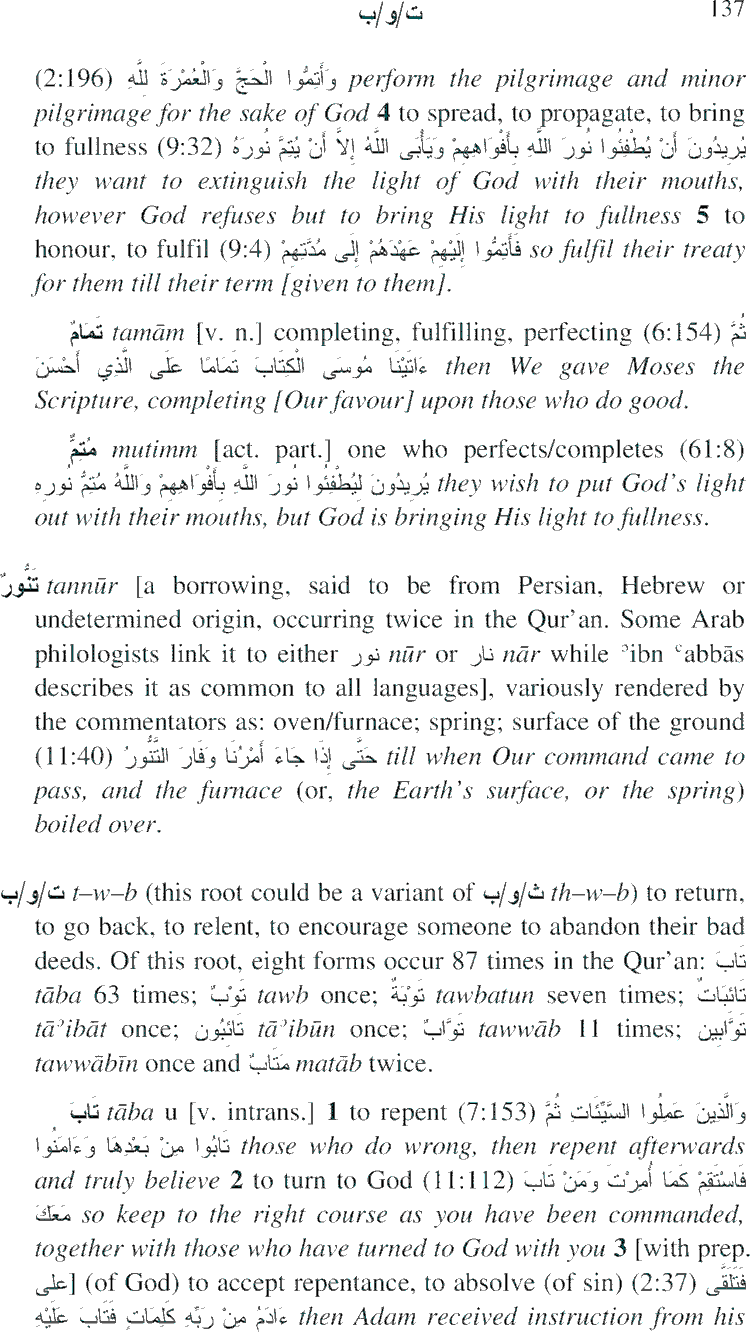 ت/و/ب 137
(2:196) وَأَتِمُّوا الْحَجَّ وَالْعُمْرَةَ لِلَّهِ perform the pilgrimage and minor
pilgrimage for the sake of God 4 to spread, to propagate, to bring
to fullness (9:32) يُرِيدُونَ أَنْ يُطْفِئُوا نُورَ اللَّهِ بِأَفْوَاهِهِمْ وَيَأْبَى اللَّهُ إِلاَّ أَنْ يُتِمَّ نُورَهُ
they want to extinguish the light of God with their mouths,
however God refuses but to bring His light to fullness 5 to
honour, to fulfil (9:4) فَأَتِمُّوا إِلَيْهِمْ عَهْدَهُمْ إِلَى مُدَّتِهِمْ so fulfil their treaty
for them till their term [given to them].
تَمَامٌ tamām [v. n.] completing, fulfilling, perfecting (6:154) ثُمَّ
ءَاتَيْنَا مُوسَى الْكِتَابَ تَمَامًا عَلَى الَّذِي أَحْسَنَ then We gave Moses the
Scripture, completing [Our favour] upon those who do good.
مُتِمٌّ mutimm [act. part.] one who perfects/completes (61:8)
يُرِيدُونَ لِيُطْفِئُوا نُورَ اللَّهِ بِأَفْوَاهِهِمْ وَاللَّهُ مُتِمُّ نُورِهِ they wish to put God's light
out with their mouths, but God is bringing His light to fullness.
تَنُّورٌ tannūr [a borrowing, said to be from Persian, Hebrew or
undetermined origin, occurring twice in the Qur'an. Some Arab
philologists link it to either نور nūr or نار nār while ʾibn ʿabbās
describes it as common to all languages], variously rendered by
the commentators as: oven/furnace; spring; surface of the ground
(11:40) حَتَّى إِذَا جَاءَ أَمْرُنَا وَفَارَ التَّنُّورُ till when Our command came to
pass, and the furnace (or, the Earth's surface, or the spring)
boiled over.
ت/و/ب t–w–b (this root could be a variant of ث/و/ب th–w–b) to return,
to go back, to relent, to encourage someone to abandon their bad
deeds. Of this root, eight forms occur 87 times in the Qur'an: تَابَ
tāba 63 times; تَوْبٌ tawb once; تَوْبَةٌ tawbatun seven times; تَائِبَاتٌ
tāʾibāt once; تَائِبُون tāʾibūn once; تَوَّابٌ tawwāb 11 times; تَوَّابِين
tawwābīn once and مَتَابٌ matāb twice.
تَابَ tāba u [v. intrans.] 1 to repent (7:153) وَالَّذِينَ عَمِلُوا السَّيِّئَاتِ ثُمَّ
تَابُوا مِنْ بَعْدِهَا وَءَامَنُوا those who do wrong, then repent afterwards
and truly believe 2 to turn to God (11:112) فَاسْتَقِمْ كَمَا أُمِرْتَ وَمَنْ تَابَ
مَعَكَ so keep to the right course as you have been commanded,
together with those who have turned to God with you 3 [with prep.
على] (of God) to accept repentance, to absolve (of sin) (2:37) فَتَلَقَّى
ءَادَمُ مِنْ رَبِّهِ كَلِمَاتٍ فَتَابَ عَلَيْهِ then Adam received instruction from his